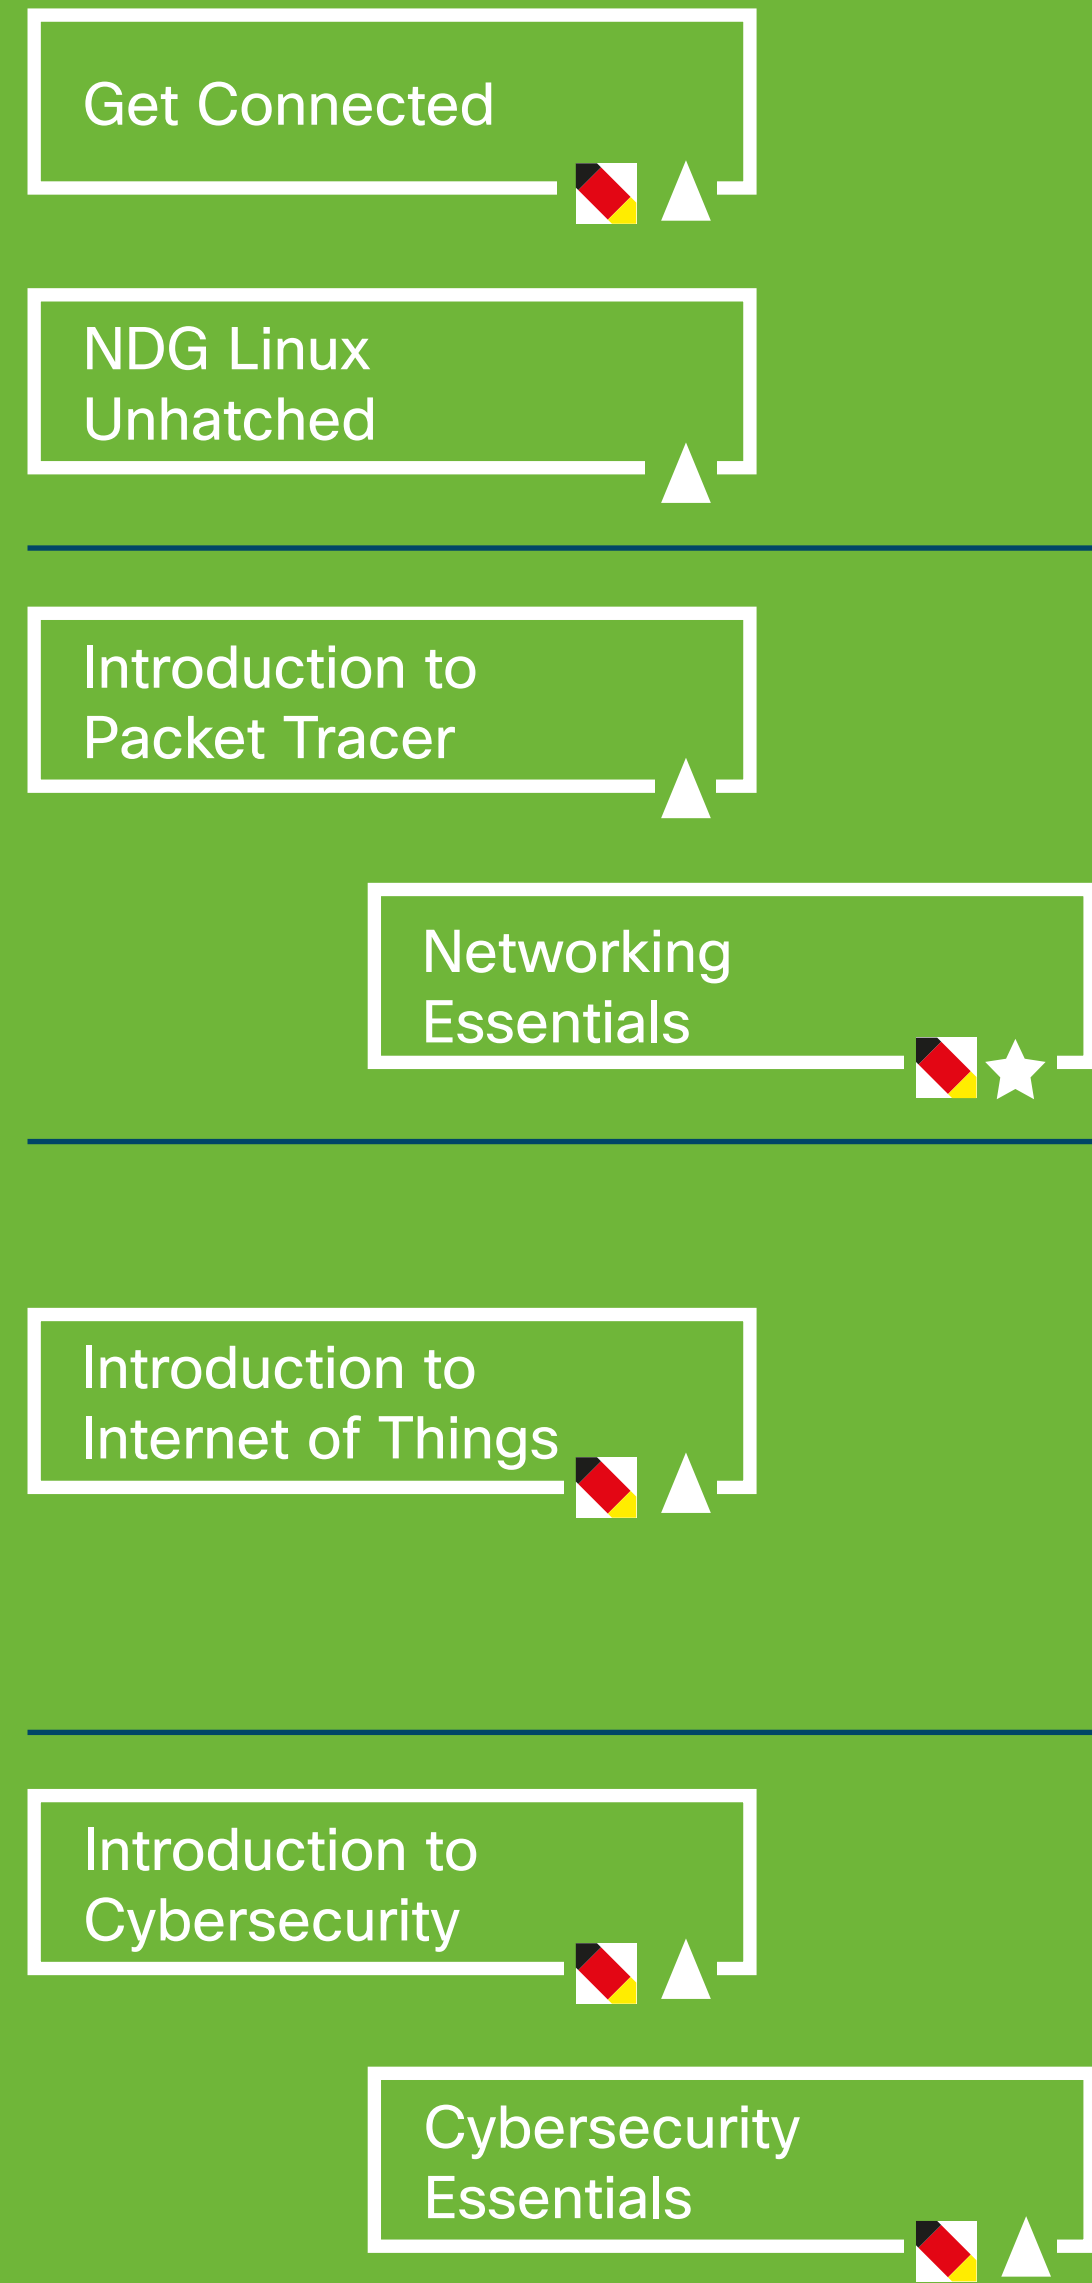 Get Connected
NDG Linux
Unhatched
Introduction to
Packet Tracer
Networking
Essentials
Introduction to
Internet of Things
Introduction to
Cybersecurity
Cybersecurity
Essentials